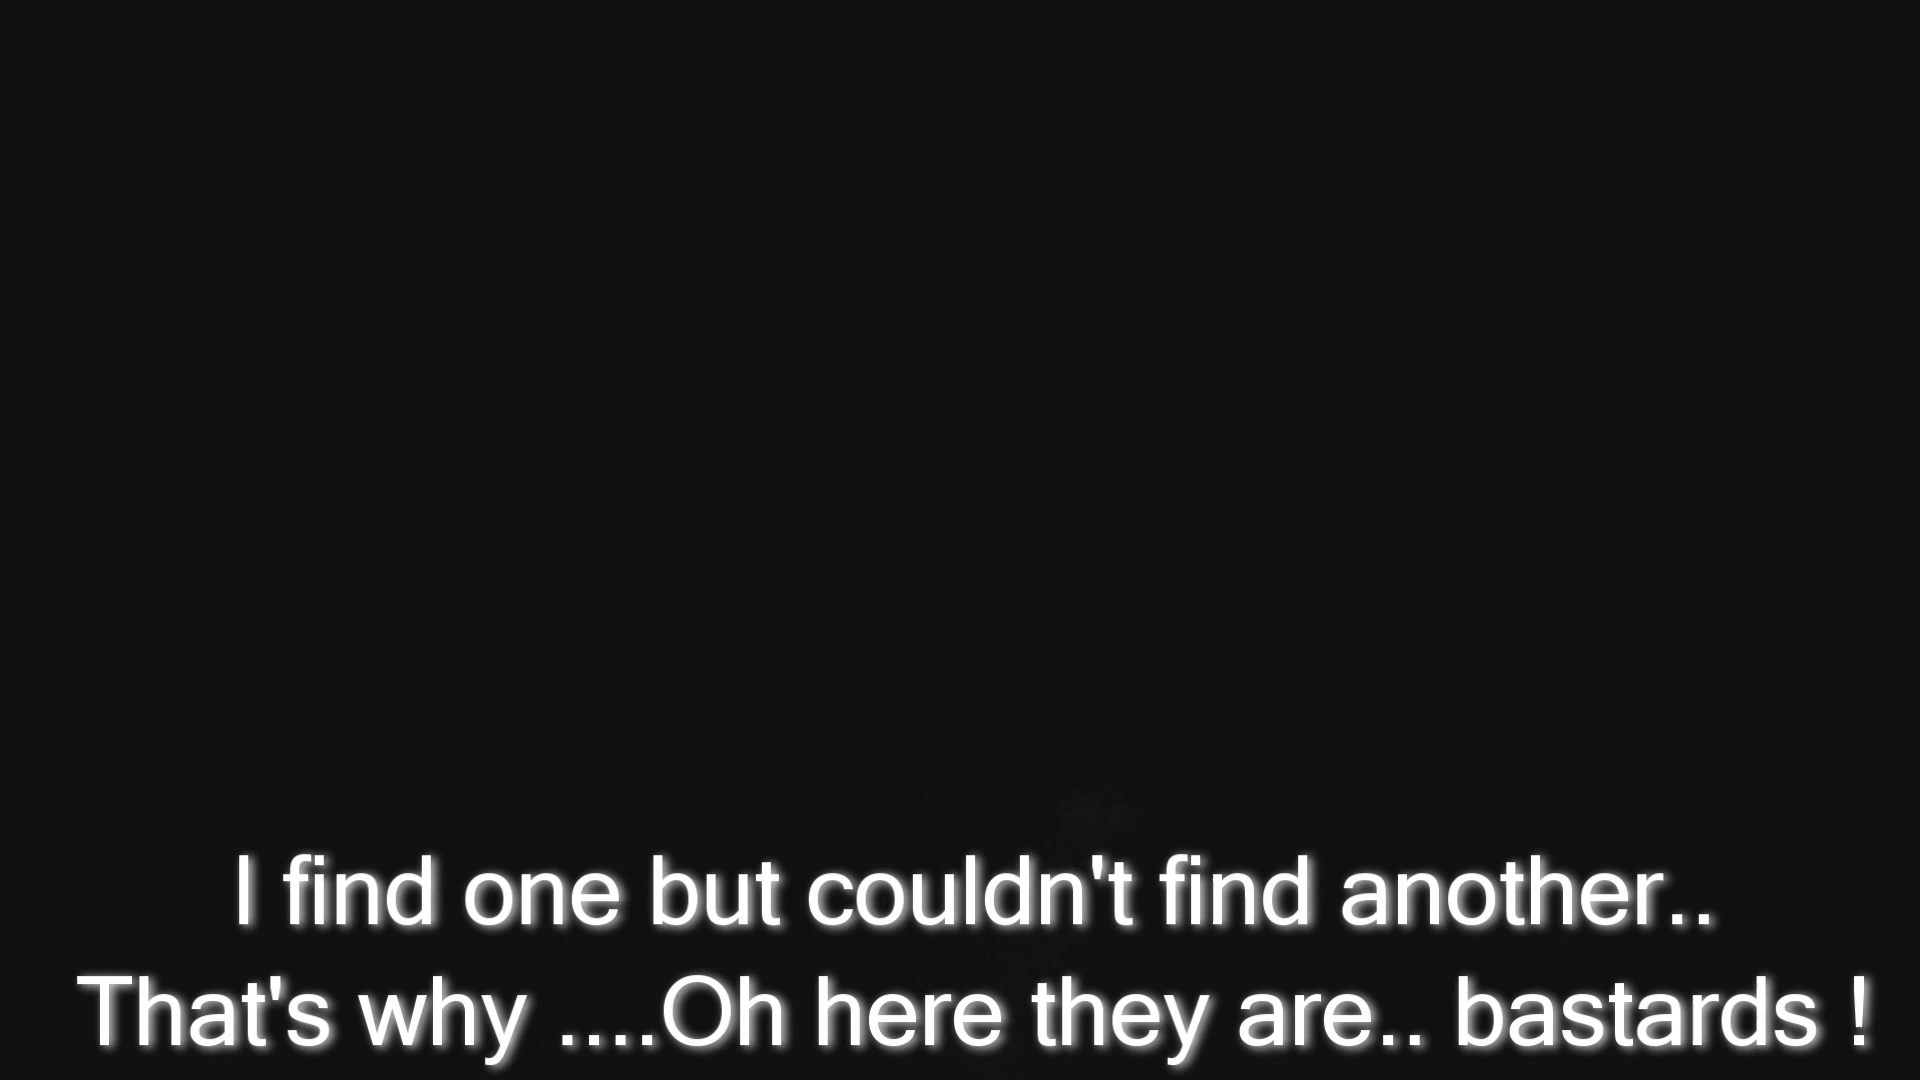 I find one but couldn't find another..
That's why ....Oh here they are.. bastards !